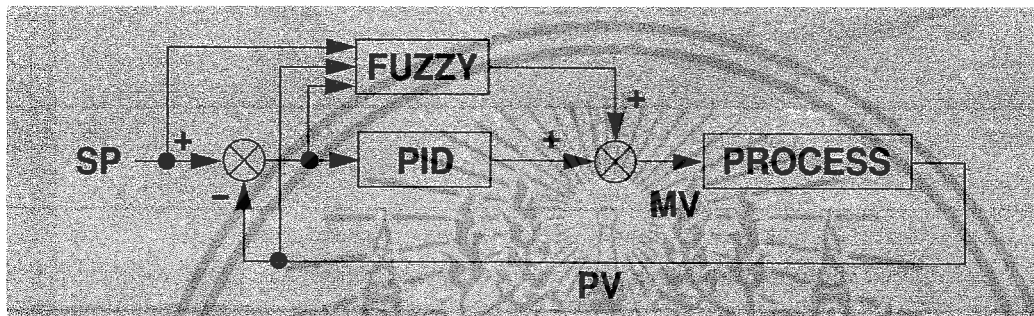 FUZZY
+
+
+
SP
PID
PROCESS
−
MV
PV